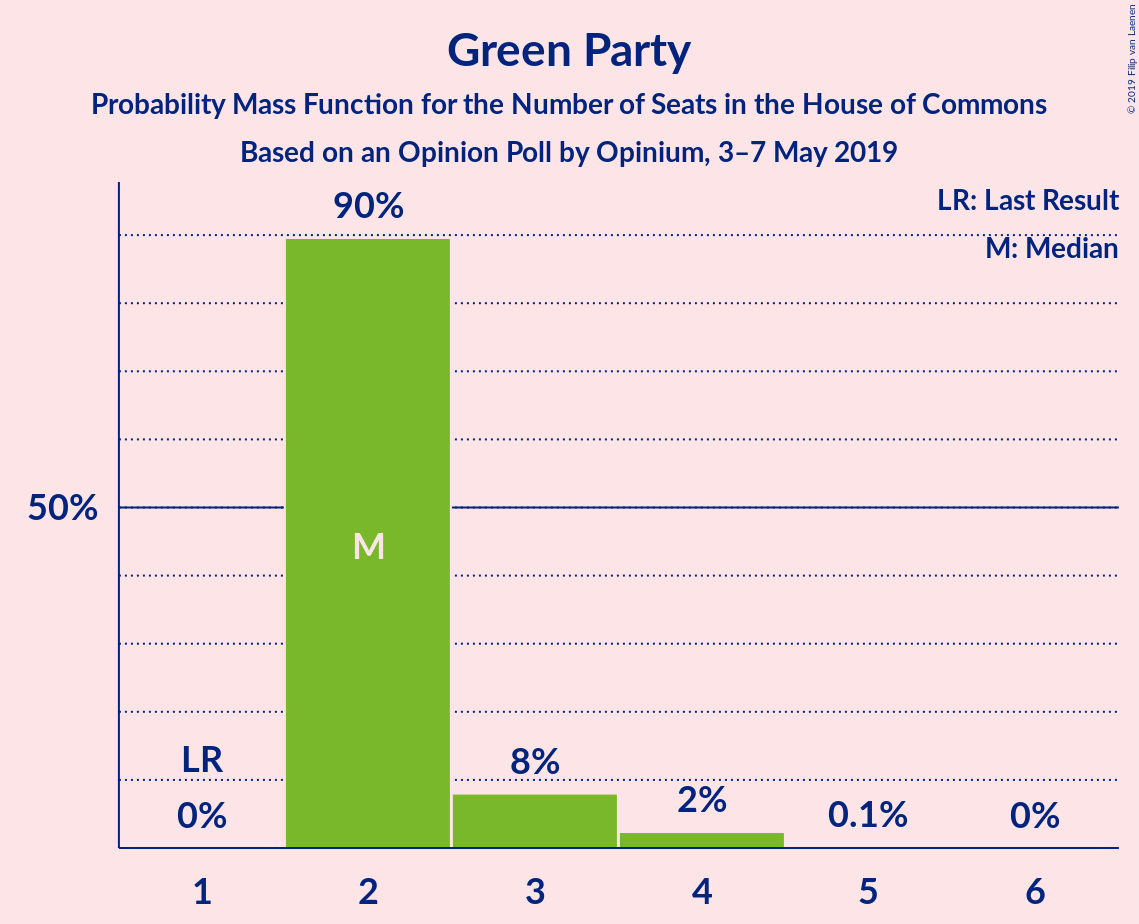 Green Party
Probability Mass Function for the Number of Seats in the House of Commons
Based on an Opinion Poll by Opinium, 3–7 May 2019
© 2019 Filip van Laenen
LR: Last Result
M: Median
90%
50%
M
LR
0%
8%
2%
0.1%
0%
1 2 3 4 5 6